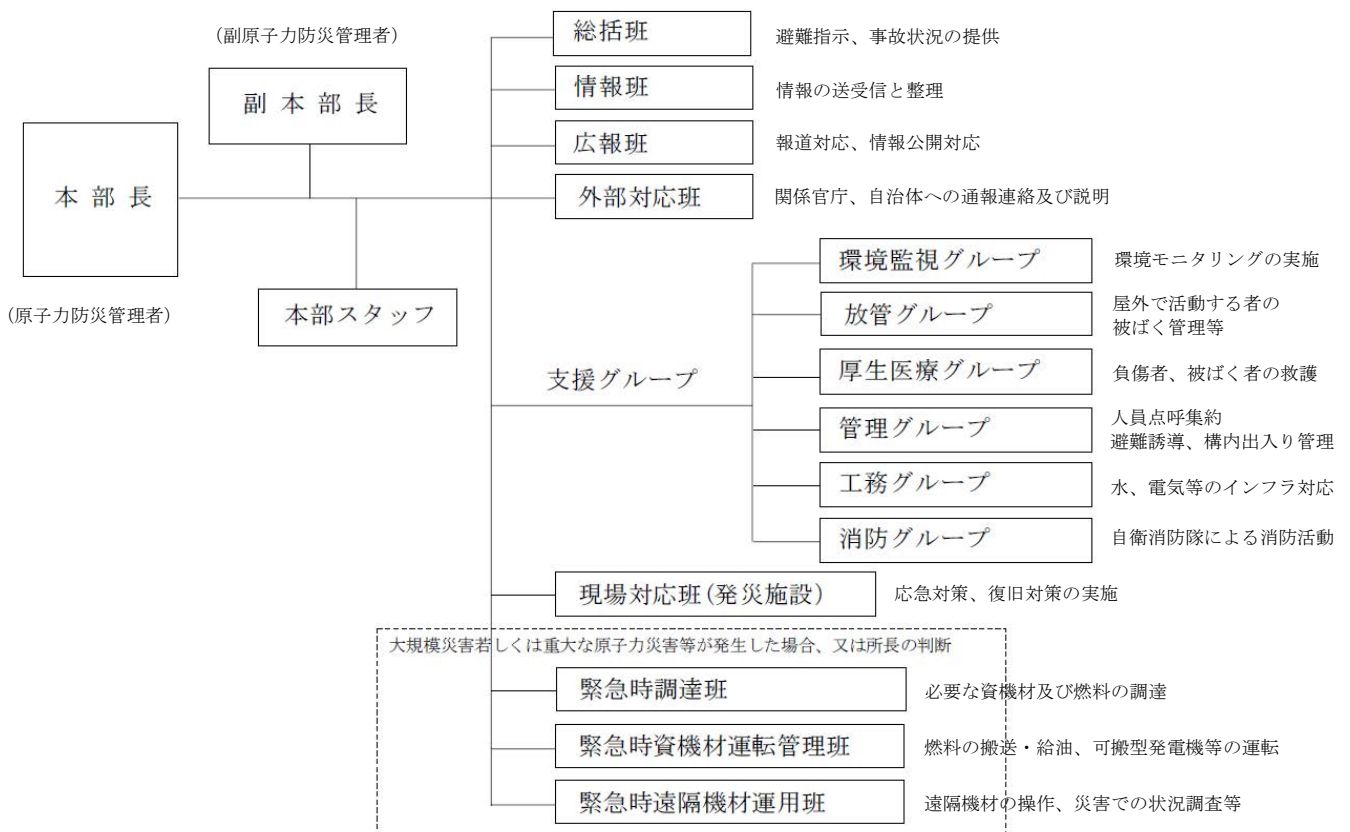 (副原子力防災管理者)
副 本 部 長
本 部 長
(原子力防災管理者)
本部スタッフ
総括班
避難指示、事故状況の提供
情報班
情報の送受信と整理
広報班
報道対応、情報公開対応
外部対応班
関係官庁、自治体への通報連絡及び説明
支援グループ
環境監視グループ
環境モニタリングの実施
放管グループ
屋外で活動する者の
被ばく管理等
厚生医療グループ
負傷者、被ばく者の救護
管理グループ
人員点呼集約
避難誘導、構内出入り管理
工務グループ
水、電気等のインフラ対応
消防グループ
自衛消防隊による消防活動
現場対応班(発災施設)
応急対策、復旧対策の実施
大規模災害若しくは重大な原子力災害等が発生した場合、又は所長の判断
緊急時調達班
必要な資機材及び燃料の調達
緊急時資機材運転管理班
燃料の搬送・給油、可搬型発電機等の運転
緊急時遠隔機材運用班
遠隔機材の操作、災害での状況調査等